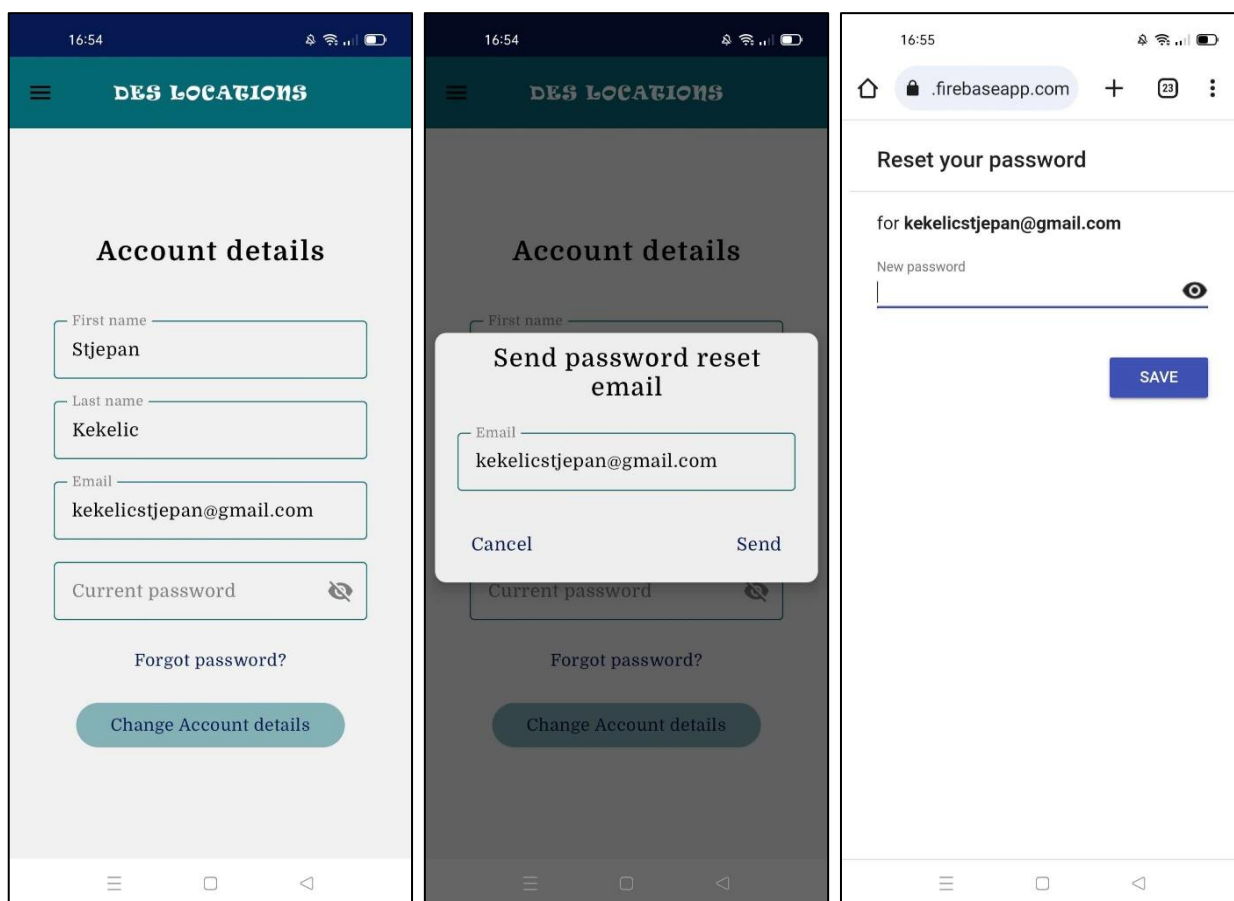 16:54
DES LOCATIONS
Account details
First name
Stjepan
Last name
Kekelic
Email
kekelicstjepan@gmail.com
Current password
Forgot password?
Change Account details
16:54
DES LOCATIONS
Account details
First name
Send password reset
email
Email
kekelicstjepan@gmail.com
Cancel
Send
Current password
Forgot password?
Change Account details
16:55
.firebaseapp.com
23
Reset your password
for kekelicstjepan@gmail.com
New password
SAVE